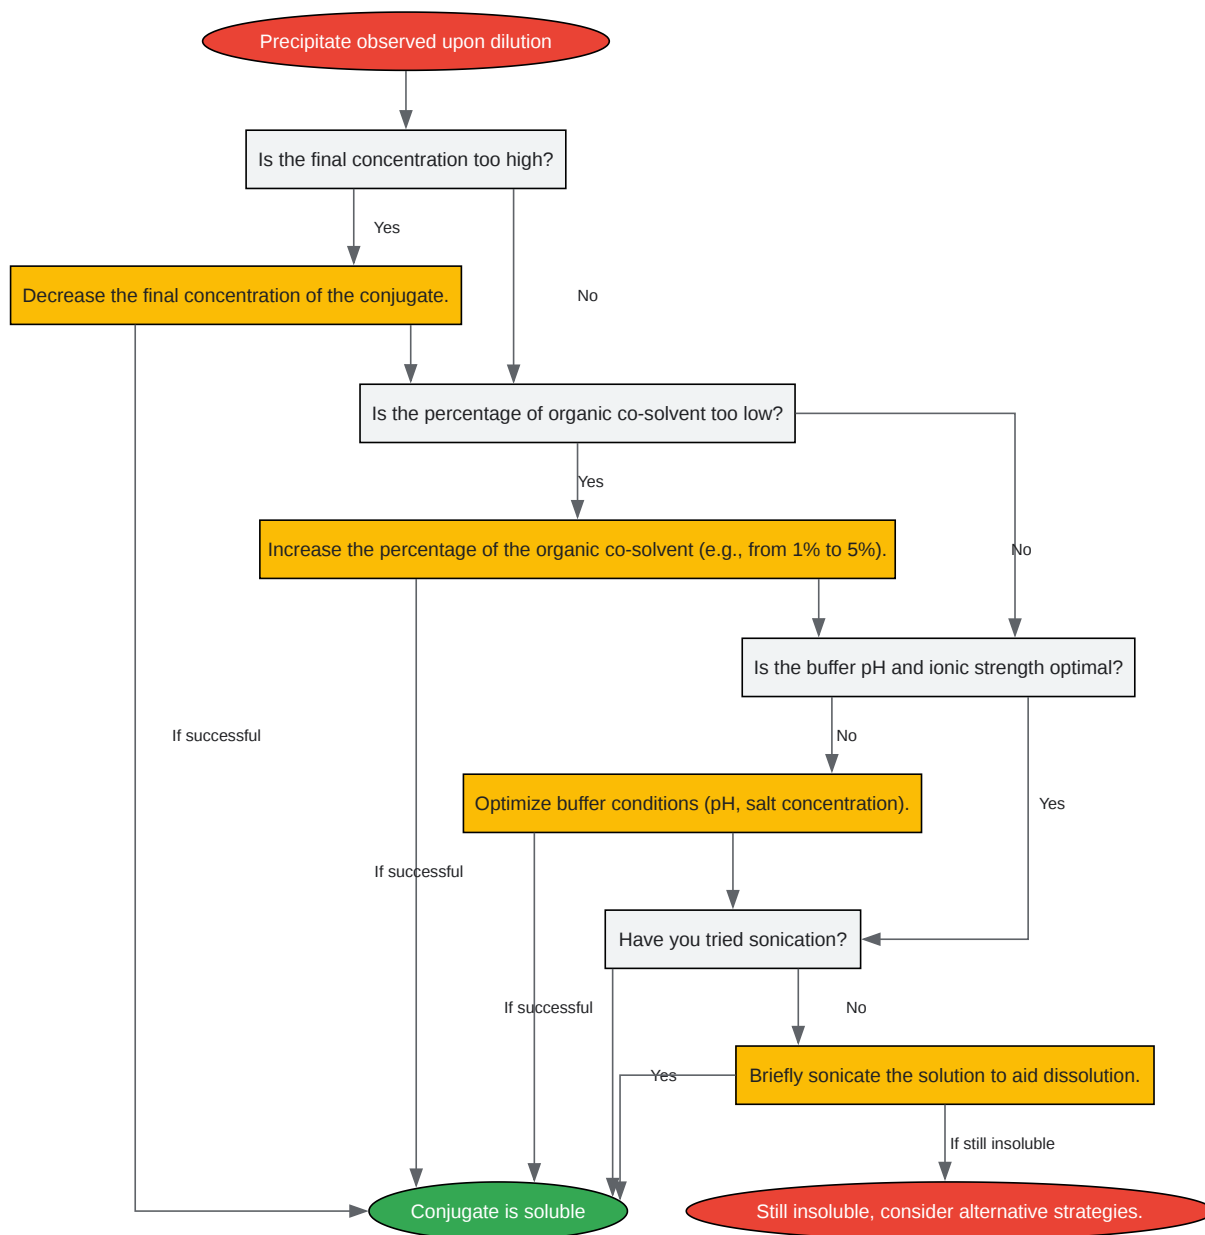 Precipitate observed upon dilution
Is the final concentration too high?
Yes
Decrease the final concentration of the conjugate.
No
Is the percentage of organic co-solvent too low?
Yes
Increase the percentage of the organic co-solvent (e.g., from 1% to 5%).
No
Is the buffer pH and ionic strength optimal?
If successful
No
Optimize buffer conditions (pH, salt concentration).
Yes
If successful
Have you tried sonication?
If successful
No
Yes
Briefly sonicate the solution to aid dissolution.
If still insoluble
Conjugate is soluble
Still insoluble, consider alternative strategies.